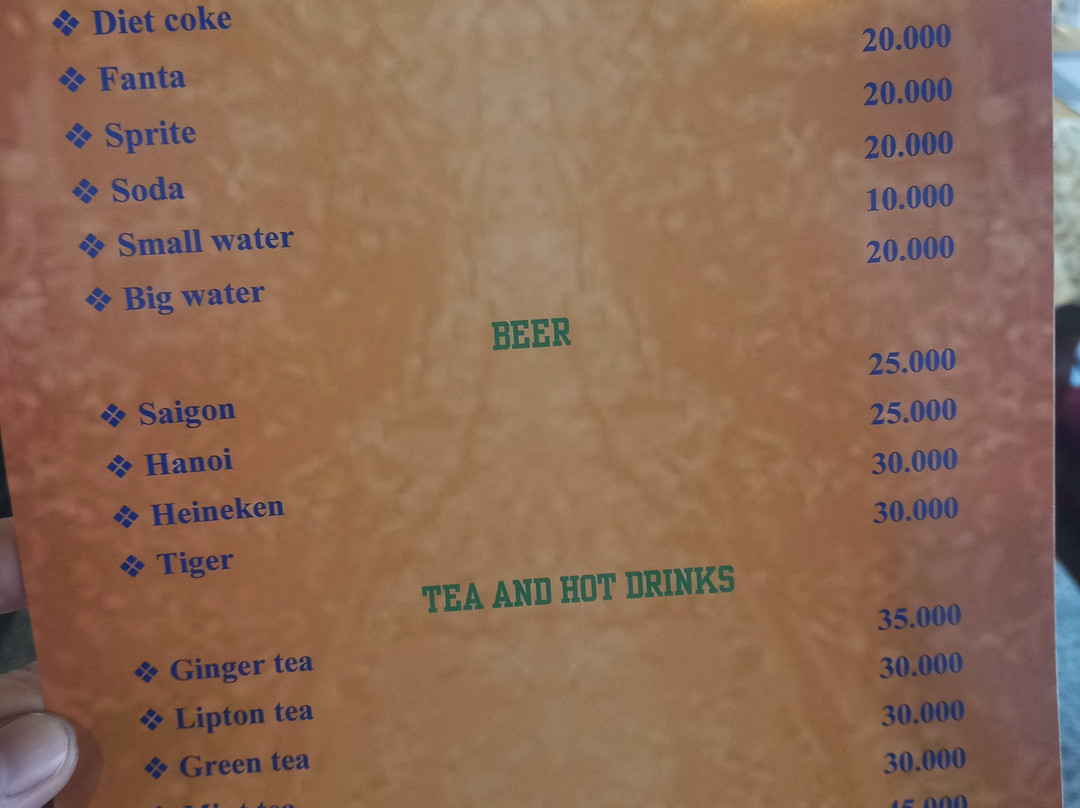 ❖ Diet coke
❖ Fanta 20.000
❖ Sprite 20.000
❖ Soda 20.000
❖ Small water 10.000
❖ Big water 20.000
BEER
❖ Saigon 25.000
❖ Hanoi 25.000
❖ Heineken 30.000
❖ Tiger 30.000
TEA AND HOT DRINKS
❖ Ginger tea 35.000
❖ Lipton tea 30.000
❖ Green tea 30.000
❖ Mint tea 30.000